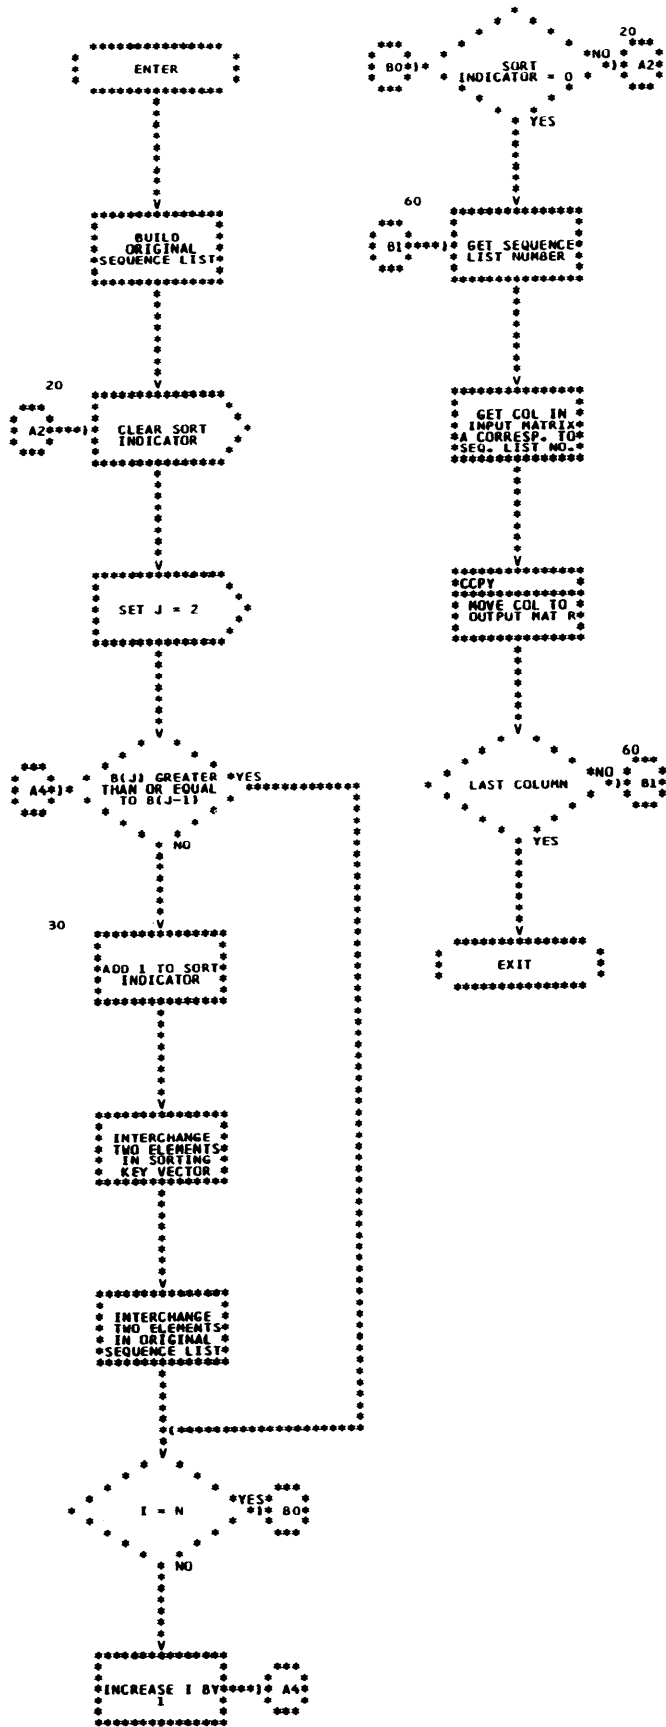 ENTER
BUILD
ORIGINAL
SEQUENCE LIST
20
A2
CLEAR SORT
INDICATOR
SET J = 2
A4
B(J) GREATER
THAN OR EQUAL
TO B(J-1)
YES
NO
30
ADD 1 TO SORT
INDICATOR
INTERCHANGE
TWO ELEMENTS
IN SORTING
KEY VECTOR
INTERCHANGE
TWO ELEMENTS
IN ORIGINAL
SEQUENCE LIST
I = N
YES
B0
NO
INCREASE I BY
1
A4
B0
SORT
INDICATOR = 0
NO
20
A2
YES
60
B1
GET SEQUENCE
LIST NUMBER
GET COL IN
INPUT MATRIX
A CORRESP. TO
SEQ. LIST NO.
CCPY
MOVE COL TO
OUTPUT MAT R
LAST COLUMN
NO
60
B1
YES
EXIT